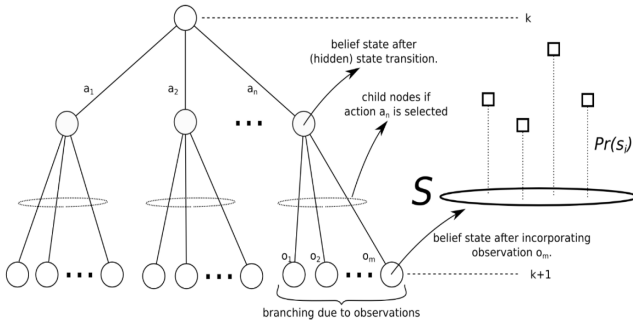 k
belief state after
(hidden) state transition.
a1
a2
an
child nodes if
action an is selected
Pr(si)
S
belief state after incorporating
observation om.
o1
o2
om
k+1
branching due to observations